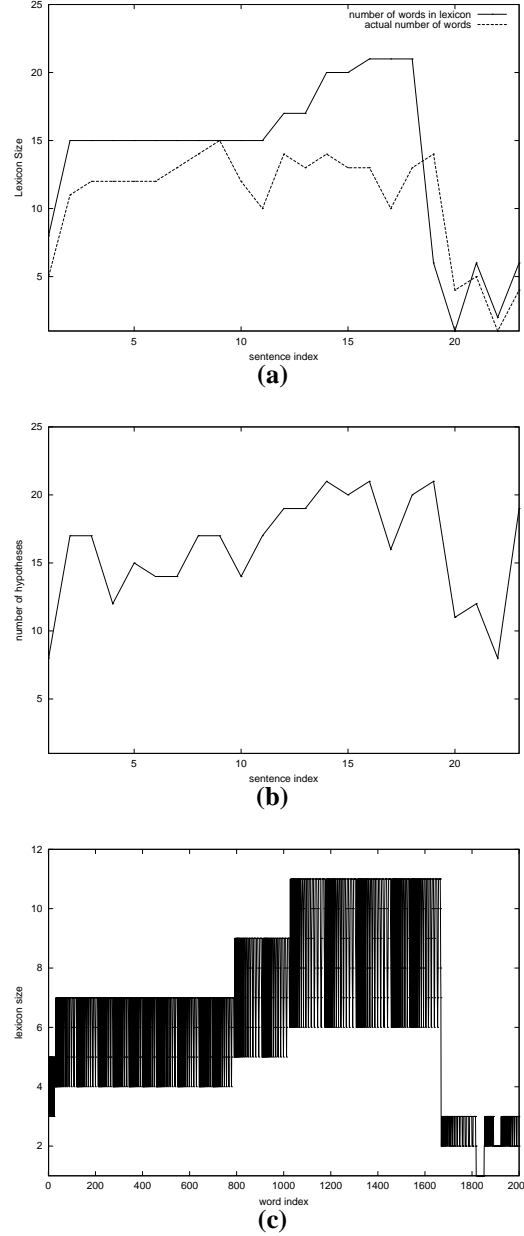 number of words in lexicon
actual number of words
25
20
15
10
5
Lexicon Size
5 10 15 20
sentence index
(a)
25
20
15
10
5
number of hypotheses
5 10 15 20
sentence index
(b)
12
10
8
6
4
2
lexicon size
0 200 400 600 800 1000 1200 1400 1600 1800 2000
word index
(c)